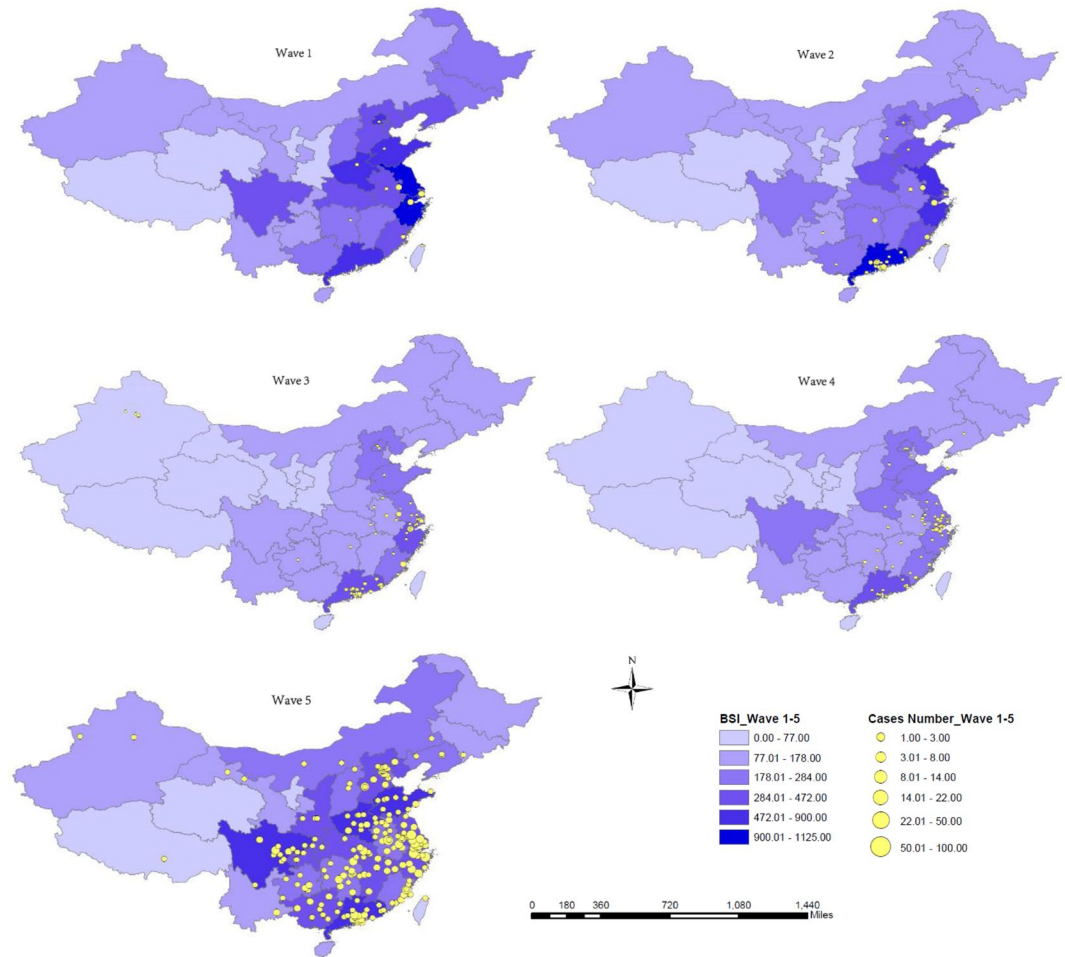 Wave 1
Wave 2
Wave 3
Wave 4
Wave 5
N
BSI_Wave 1-5
0.00 - 77.00
77.01 - 178.00
178.01 - 284.00
284.01 - 472.00
472.01 - 900.00
900.01 - 1125.00
Cases Number_Wave 1-5
1.00 - 3.00
3.01 - 8.00
8.01 - 14.00
14.01 - 22.00
22.01 - 50.00
50.01 - 100.00
0 180 360 720 1,080 1,440
Miles